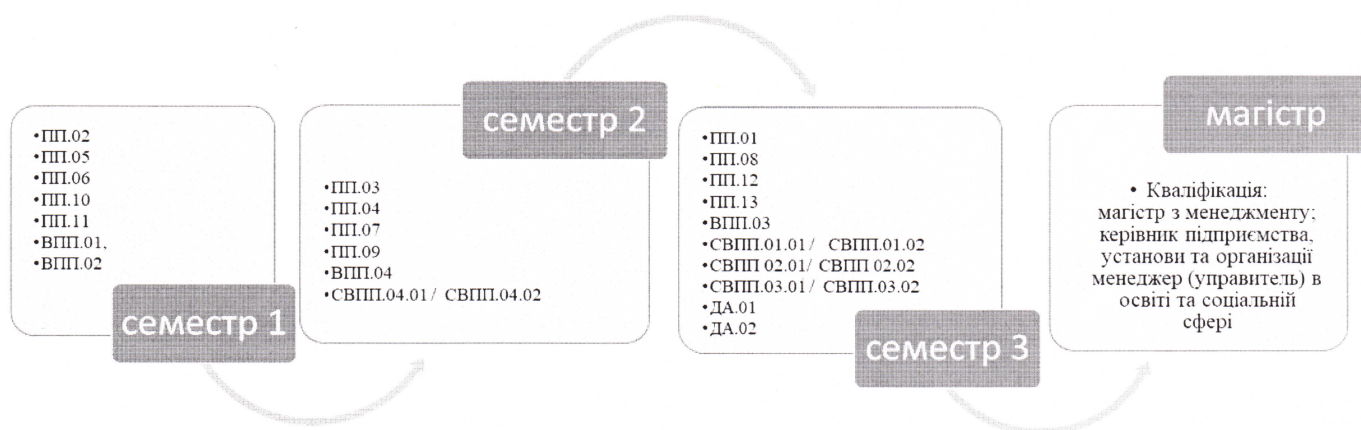 •ПП.02
•ПП.05
•ПП.06
•ПП.10
•ПП.11
•ВПП.01,
•ВПП.02
семестр 1
семестр 2
•ПП.03
•ПП.04
•ПП.07
•ПП.09
•ВПП.04
•СВПП.04.01 / СВПП.04.02
•ПП.01
•ПП.08
•ПП.12
•ПП.13
•ВПП.03
•СВПП.01.01 / СВПП.01.02
•СВПП 02.01/ СВПП 02.02
•СВПП.03.01 / СВПП.03.02
•ДА.01
•ДА.02
семестр 3
магістр
• Кваліфікація:
магістр з менеджменту;
керівник підприємства,
установи та організації
менеджер (управитель) в
освіті та соціальній
сфері